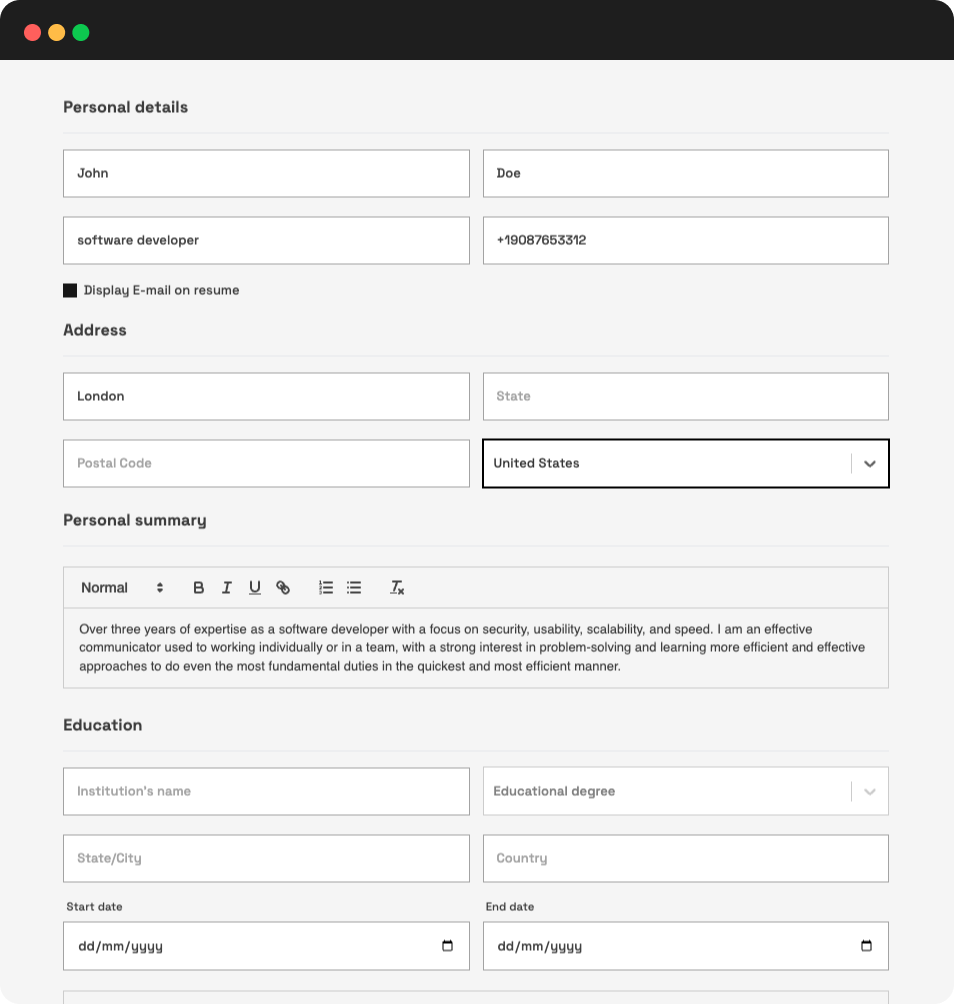 Personal details
John
Doe
software developer
+19087653312
Display E-mail on resume
Address
London
State
Postal Code
United States
Personal summary
Normal B I U Tx
Over three years of expertise as a software developer with a focus on security, usability, scalability, and speed. I am an effective
communicator used to working individually or in a team, with a strong interest in problem-solving and learning more efficient and effective
approaches to do even the most fundamental duties in the quickest and most efficient manner.
Education
Institution's name
Educational degree
State/City
Country
Start date
End date
dd/mm/yyyy
dd/mm/yyyy